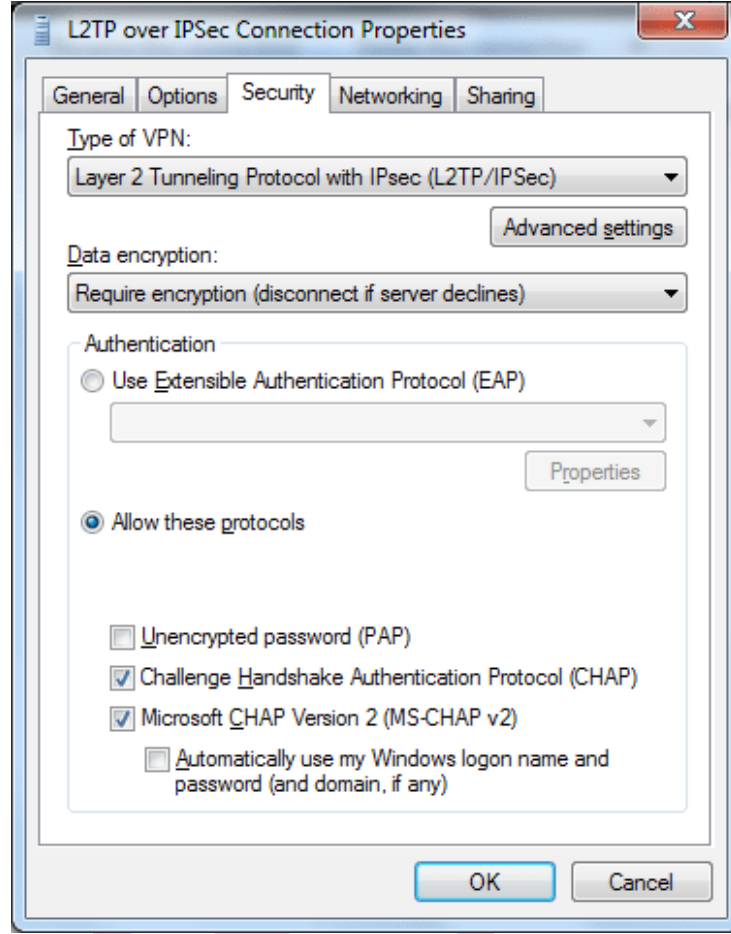 L2TP over IPSec Connection Properties
General Options Security Networking Sharing
Type of VPN:
Layer 2 Tunneling Protocol with IPsec (L2TP/IPSec)
Advanced settings
Data encryption:
Require encryption (disconnect if server declines)
Authentication
Use Extensible Authentication Protocol (EAP)
Properties
Allow these protocols
Unencrypted password (PAP)
Challenge Handshake Authentication Protocol (CHAP)
Microsoft CHAP Version 2 (MS-CHAP v2)
Automatically use my Windows logon name and
password (and domain, if any)
OK Cancel